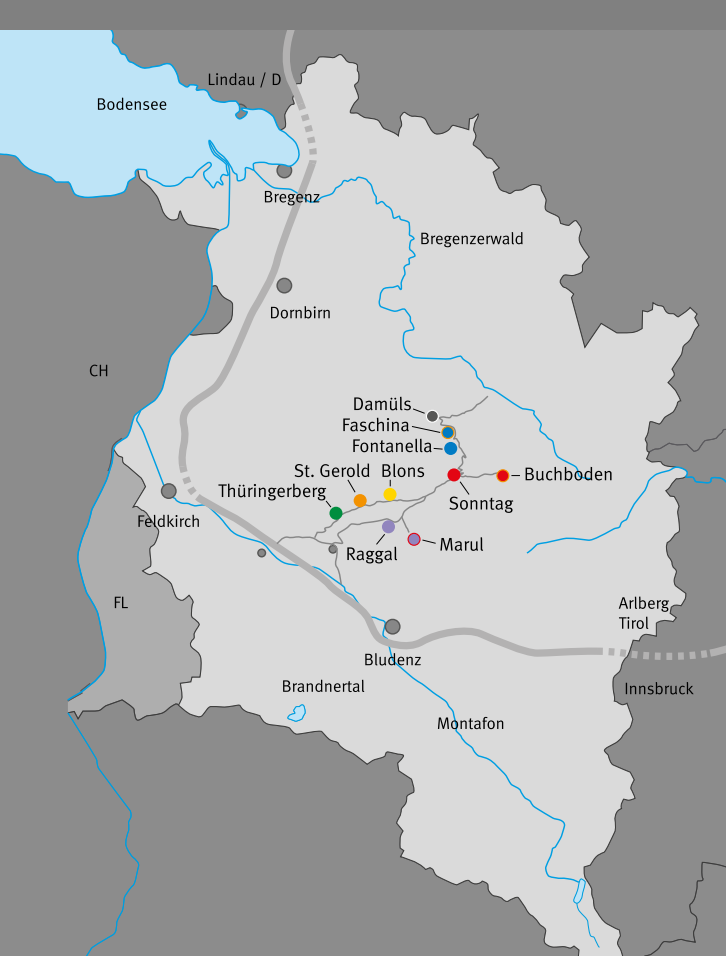 Lindau / D
Bodensee
Bregenz
Bregenzerwald
Dornbirn
CH
Damüls
Faschina
Fontanella
St. Gerold
Blons
Buchboden
Thüringerberg
Sonntag
Feldkirch
Raggal
Marul
FL
Arlberg
Tirol
Bludenz
Brandnertal
Innsbruck
Montafon